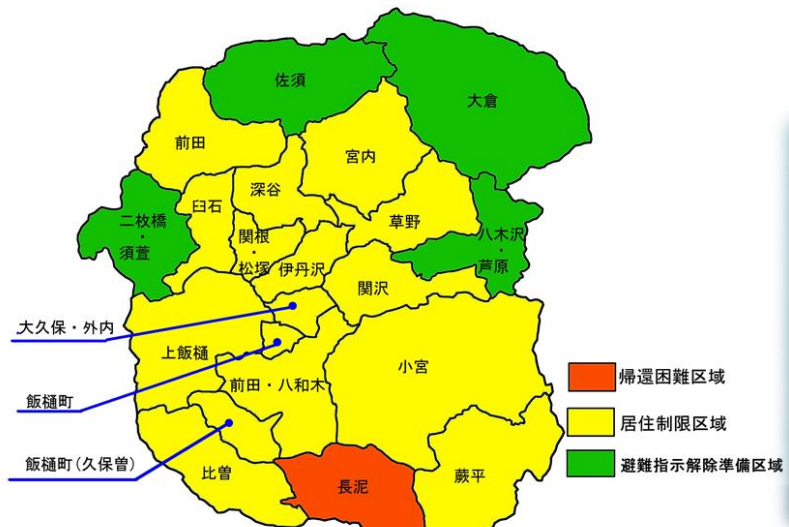 佐須
大倉
前田
宮内
深谷
臼石
草野
二枚橋
・
須萱
関根
・
松塚
八木沢
・
芦原
伊丹沢
関沢
大久保・外内
上飯樋
小宮
前田・八和木
帰還困難区域
飯樋町
居住制限区域
飯樋町(久保曽)
避難指示解除準備区域
比曽
蕨平
長泥